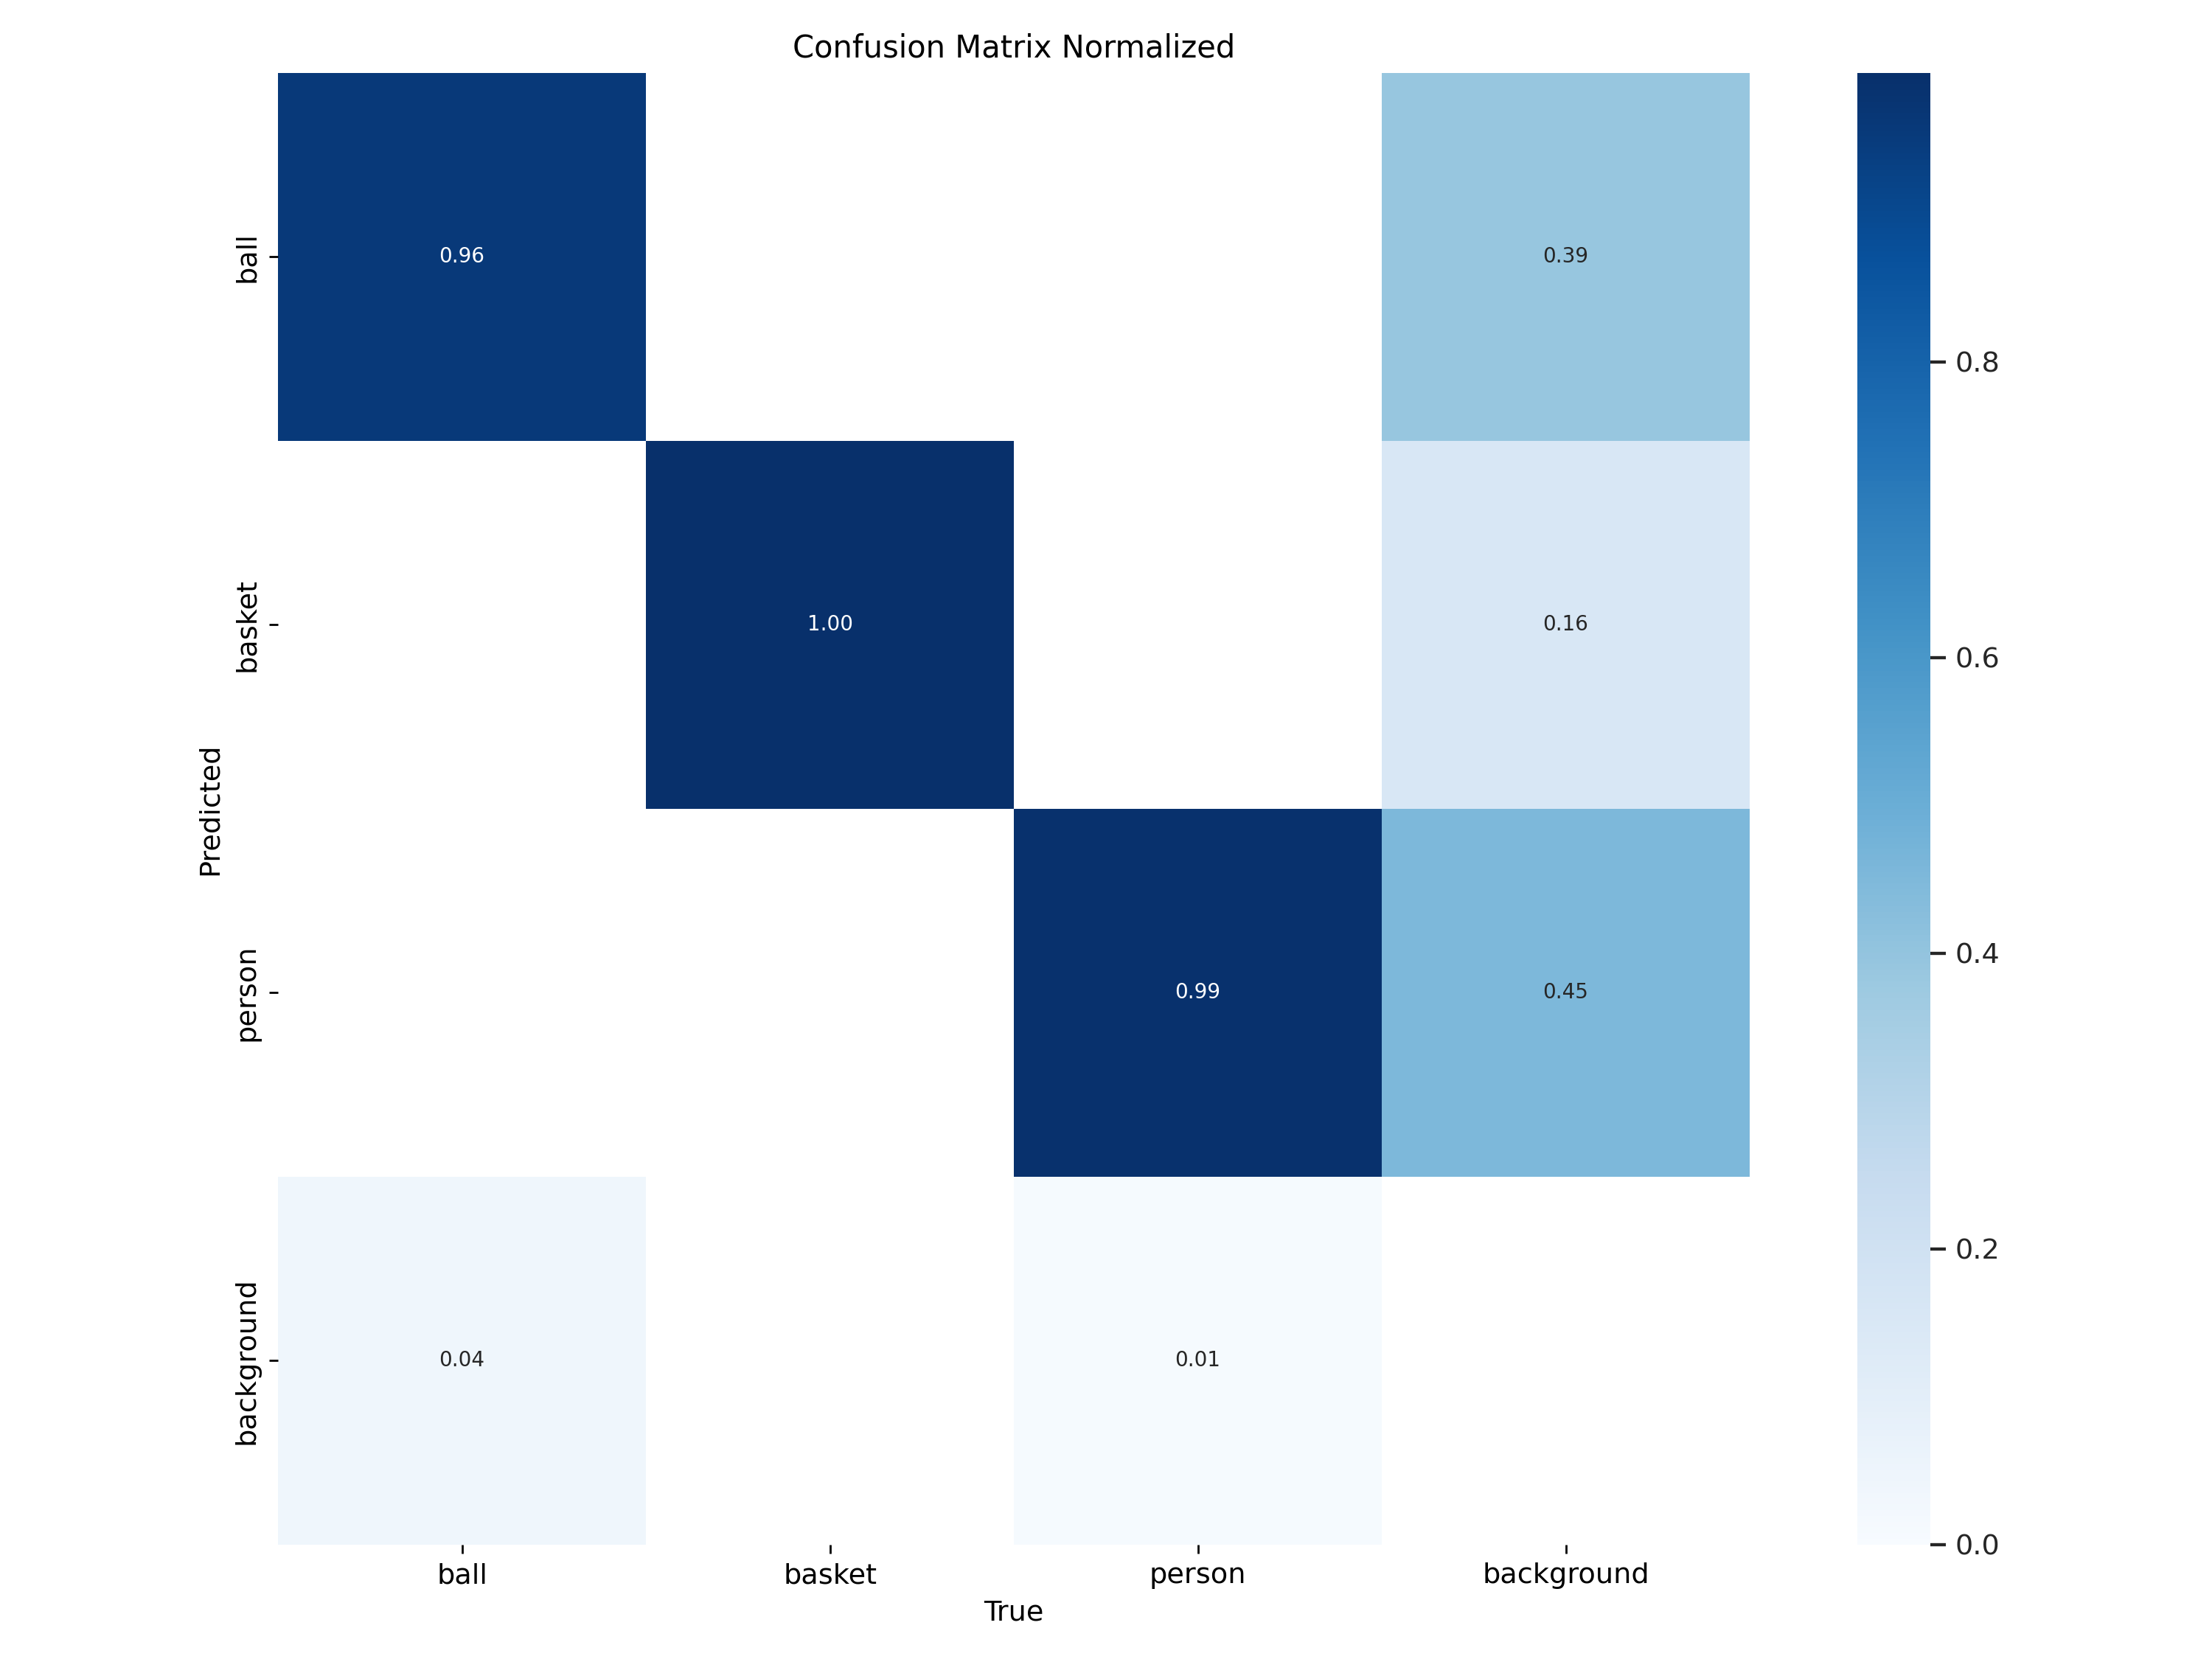 Confusion Matrix Normalized
ball
0.96
0.39
0.8
basket
1.00
0.16
0.6
Predicted
person
0.99
0.45
0.4
background
0.04
0.01
0.2
0.0
ball basket person background
True